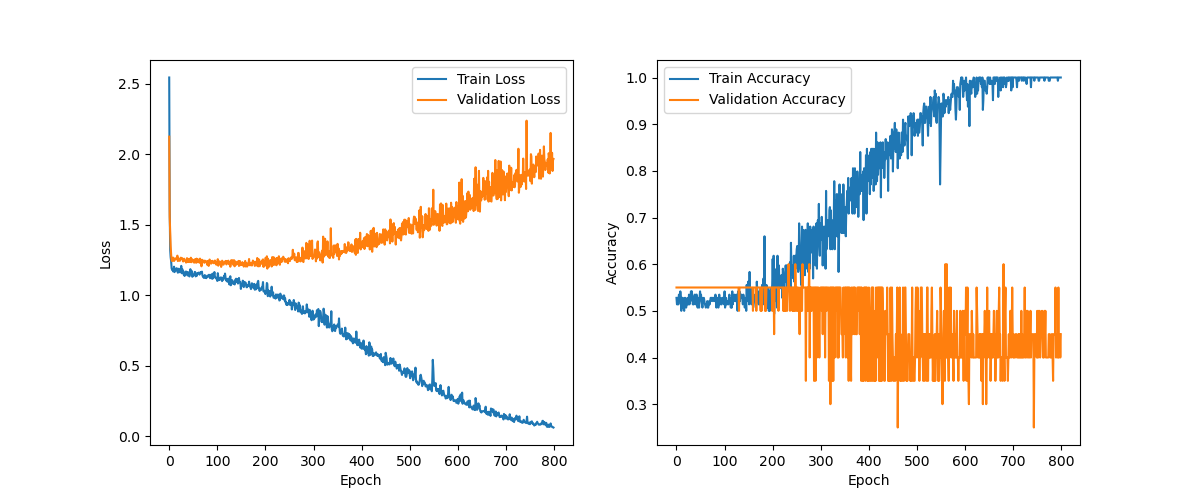 Train Loss
Validation Loss
2.5
2.0
1.5
1.0
0.5
0.0
Loss
0 100 200 300 400 500 600 700 800
Epoch
Train Accuracy
Validation Accuracy
1.0
0.9
0.8
0.7
0.6
0.5
0.4
0.3
Accuracy
0 100 200 300 400 500 600 700 800
Epoch